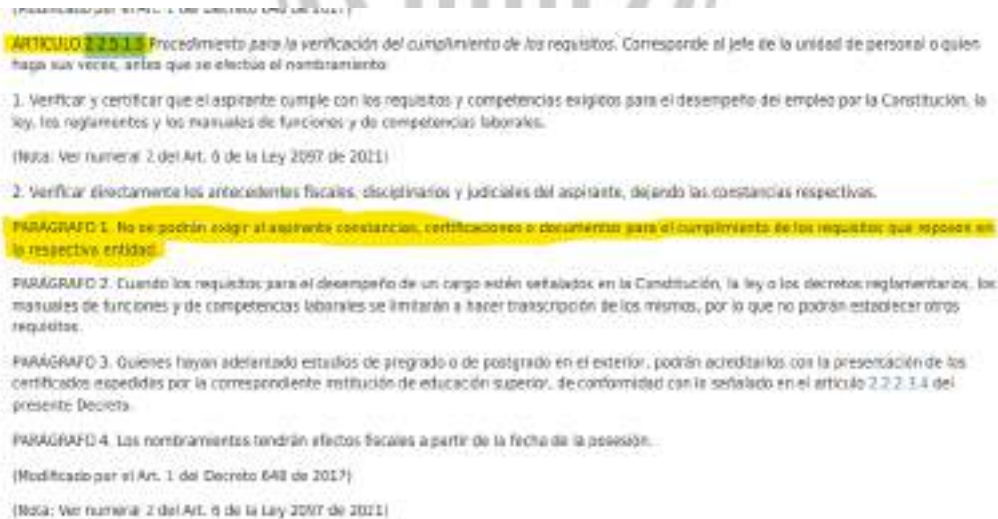 (Modificado por el Art. 1 del Decreto 648 de 2017)
ARTÍCULO 2.2.5.1.5 Procedimiento para la verificación del cumplimiento de los requisitos. Corresponde al jefe de la unidad de personal o quien
haga sus veces, antes que se efectúe el nombramiento:
1. Verificar y certificar que el aspirante cumple con los requisitos y competencias exigidos para el desempeño del empleo por la Constitución, la
ley, los reglamentos y los manuales de funciones y de competencias laborales.
(Nota: Ver numeral 2 del Art. 6 de la Ley 2097 de 2021)
2. Verificar directamente los antecedentes fiscales, disciplinarios y judiciales del aspirante, dejando las constancias respectivas.
PARÁGRAFO 1. No se podrán exigir al aspirante constancias, certificaciones o documentos para el cumplimiento de los requisitos que reposen en
la respectiva entidad.
PARÁGRAFO 2. Cuando los requisitos para el desempeño de un cargo estén señalados en la Constitución, la ley o los decretos reglamentarios, los
manuales de funciones y de competencias laborales se limitarán a hacer transcripción de los mismos, por lo que no podrán establecer otros
requisitos.
PARÁGRAFO 3. Quienes hayan adelantado estudios de pregrado o de postgrado en el exterior, podrán acreditarlos con la presentación de los
certificados expedidos por la correspondiente institución de educación superior, de conformidad con lo señalado en el artículo 2.2.2.3.4 del
presente Decreto.
PARÁGRAFO 4. Los nombramientos tendrán efectos fiscales a partir de la fecha de la posesión.
(Modificado por el Art. 1 del Decreto 648 de 2017)
(Nota: Ver numeral 2 del Art. 6 de la Ley 2097 de 2021)